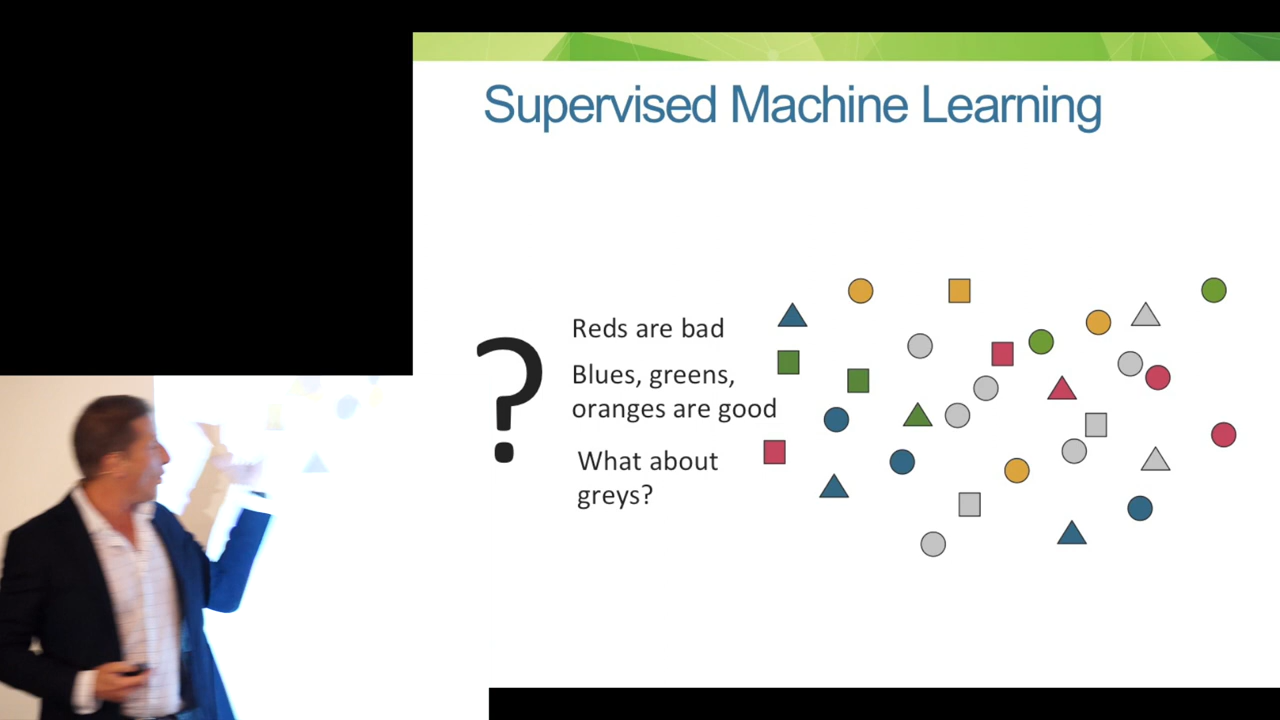 Supervised Machine Learning
?
Reds are bad
Blues, greens,
oranges are good
What about
greys?